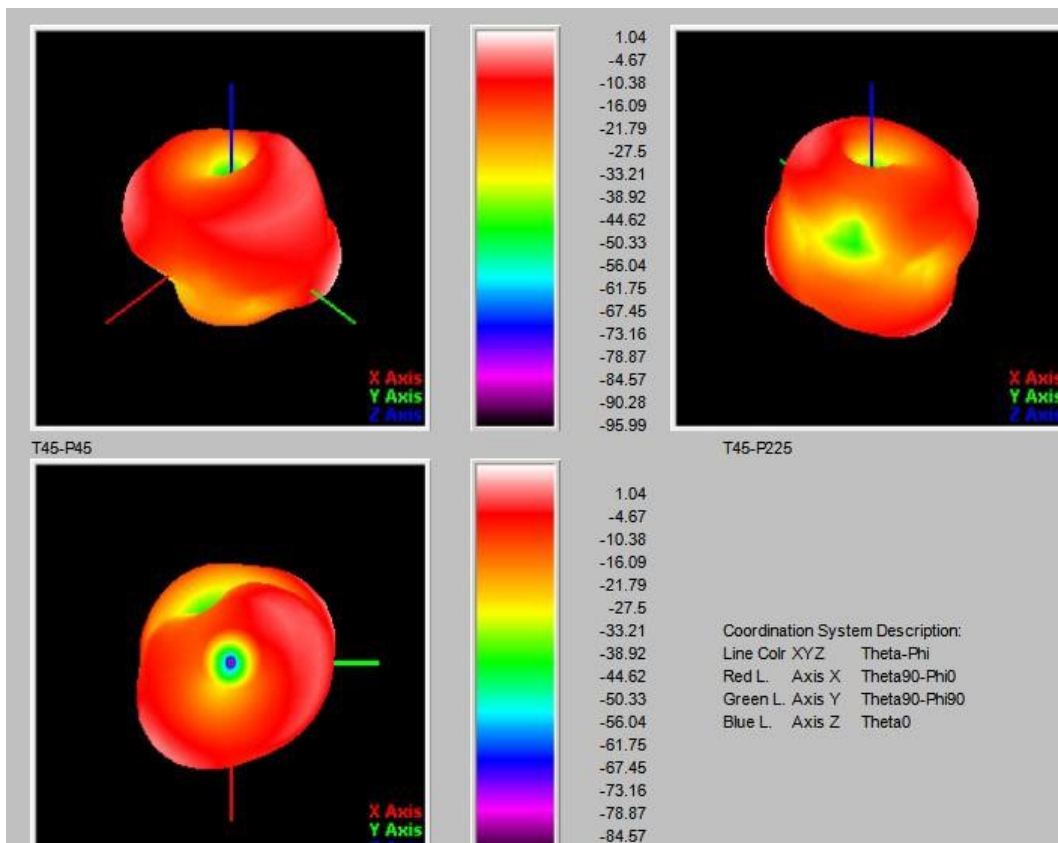 1.04
-4.67
-10.38
-16.09
-21.79
-27.5
-33.21
-38.92
-44.62
-50.33
-56.04
-61.75
-67.45
-73.16
-78.87
-84.57
-90.28
-95.99
X Axis
Y Axis
Z Axis
X Axis
Y Axis
Z Axis
T45-P45
T45-P225
1.04
-4.67
-10.38
-16.09
-21.79
-27.5
-33.21
-38.92
-44.62
-50.33
-56.04
-61.75
-67.45
-73.16
-78.87
-84.57
Coordination System Description:
Line Colr XYZ Theta-Phi
Red L. Axis X Theta90-Phi0
Green L. Axis Y Theta90-Phi90
Blue L. Axis Z Theta0
X Axis
Y Axis